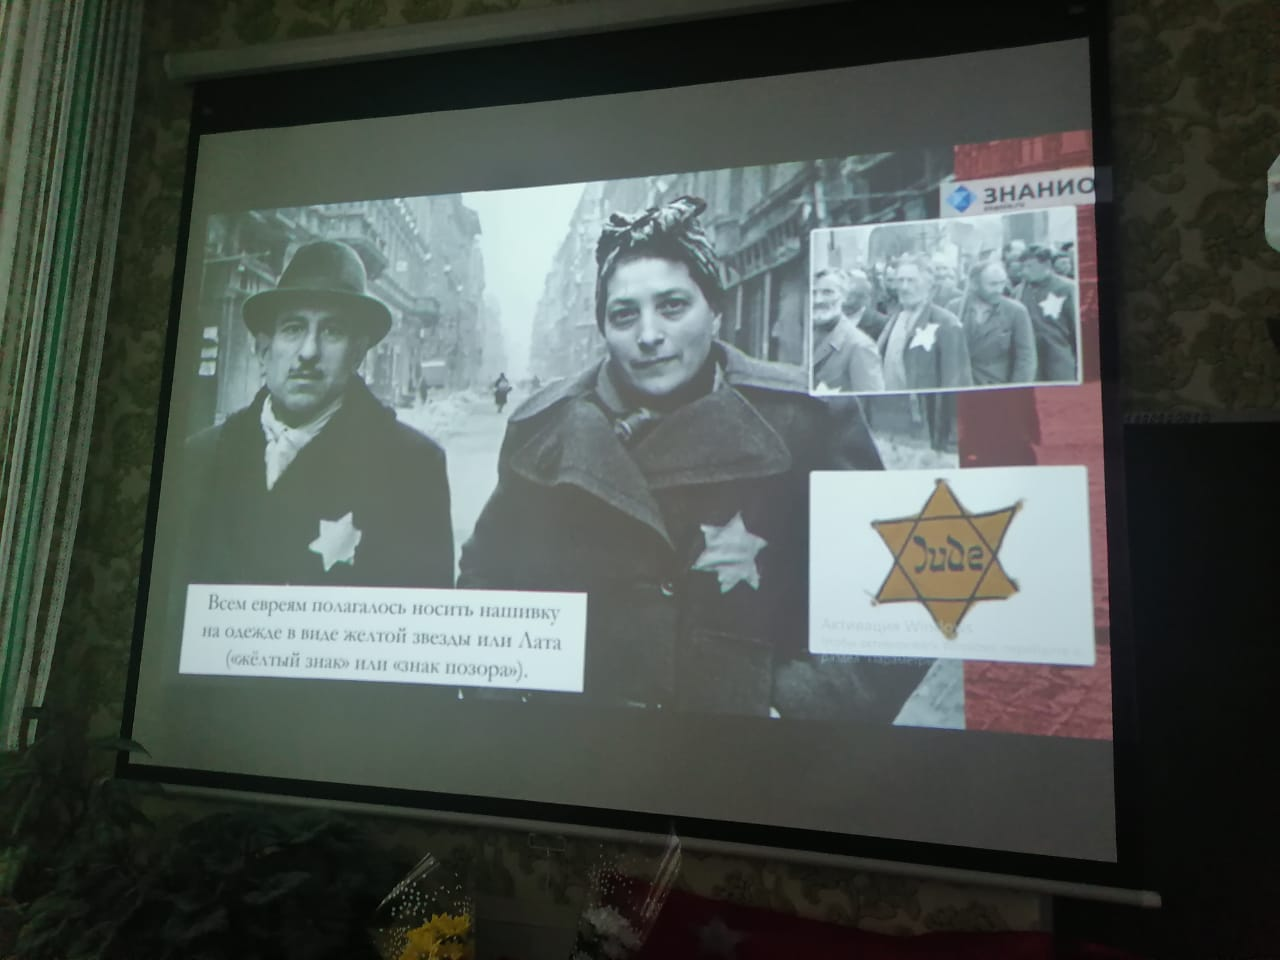 ЗНАНИО
Jude
Всем евреям полагалось носить нашивку
на одежде в виде желтой звезды или Лата
(«жёлтый знак» или «знак позора»).
Активация Windows